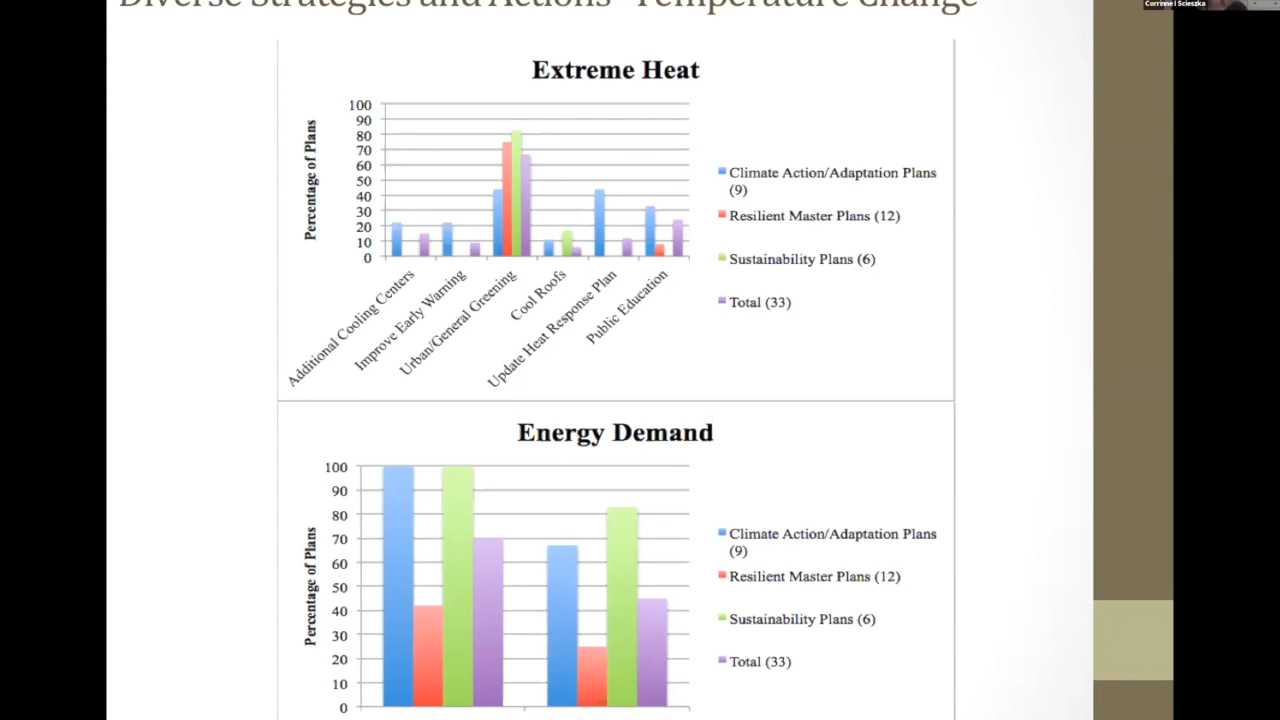 Diverse Strategies and Actions - Temperature Change
Corrinne I Scieszka
Extreme Heat
Percentage of Plans
100
90
80
70
60
50
40
30
20
10
0
Additional Cooling Centers
Improve Early Warning
Urban/General Greening
Cool Roofs
Update Heat Response Plan
Public Education
Climate Action/Adaptation Plans
(9)
Resilient Master Plans (12)
Sustainability Plans (6)
Total (33)
Energy Demand
Percentage of Plans
100
90
80
70
60
50
40
30
20
10
0
Climate Action/Adaptation Plans
(9)
Resilient Master Plans (12)
Sustainability Plans (6)
Total (33)